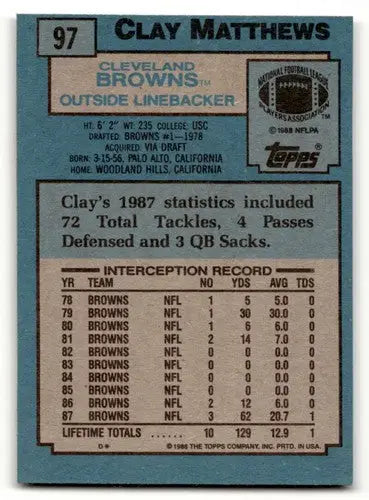 97
CLAY MATTHEWS
CLEVELAND
BROWNS™
OUTSIDE LINEBACKER
NATIONAL FOOTBALL LEAGUE
PLAYERS ASSOCIATION
©1988 NFLPA
TOPPS
HT: 6' 2" WT: 235 COLLEGE: USC
DRAFTED: BROWNS #1—1978
ACQUIRED: VIA DRAFT
BORN: 3-15-56, PALO ALTO, CALIFORNIA
HOME: WOODLAND HILLS, CALIFORNIA
Clay's 1987 statistics included
72 Total Tackles, 4 Passes
Defensed and 3 QB Sacks.
INTERCEPTION RECORD
YR TEAM NO YDS AVG TDS
78 BROWNS NFL 1 5 5.0 0
79 BROWNS NFL 1 30 30.0 0
80 BROWNS NFL 1 6 6.0 0
81 BROWNS NFL 2 14 7.0 0
82 BROWNS NFL 0 0 0.0 0
83 BROWNS NFL 0 0 0.0 0
84 BROWNS NFL 0 0 0.0 0
85 BROWNS NFL 0 0 0.0 0
86 BROWNS NFL 2 12 6.0 0
87 BROWNS NFL 3 62 20.7 1
LIFETIME TOTALS 10 129 12.9 1
D* ©1988 THE TOPPS COMPANY, INC. PRTD. IN U.S.A.